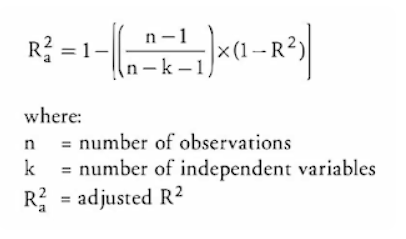 R²ₐ = 1 − [((n − 1)/(n − k − 1)) × (1 − R²)]
where:
n = number of observations
k = number of independent variables
R²ₐ = adjusted R²